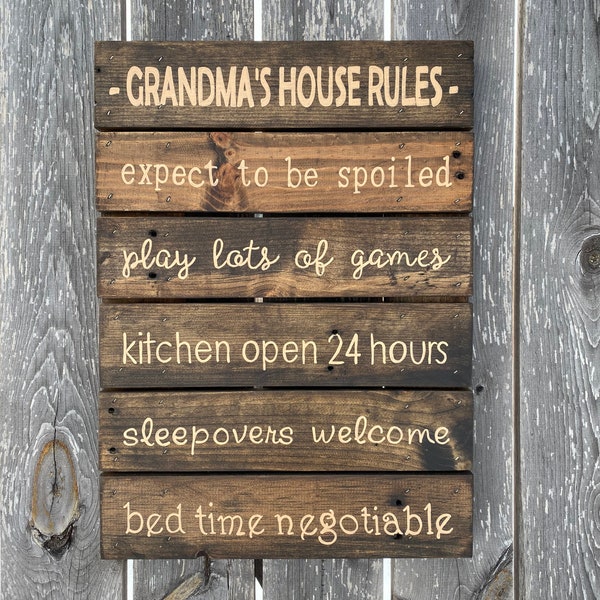 - GRANDMA'S HOUSE RULES -
expect to be spoiled
play lots of games
kitchen open 24 hours
sleepovers welcome
bed time negotiable